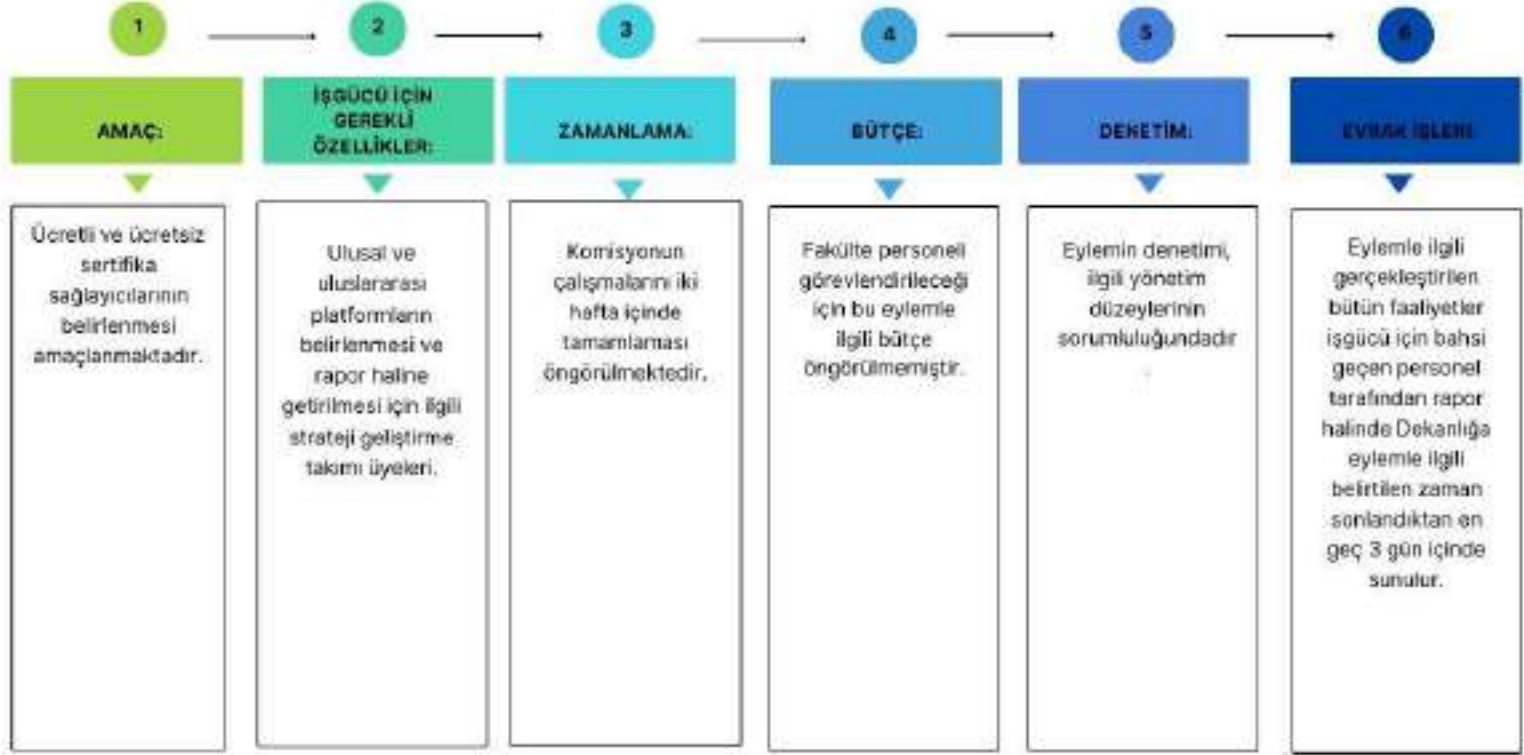 1
2
3
4
5
6
AMAÇ:
İŞGÜCÜ İÇİN
GEREKLİ
ÖZELLİKLER:
ZAMANLAMA:
BÜTÇE:
DENETİM:
EVRAK İŞLERİ:
Ücretli ve ücretsiz
sertifika
sağlayıcılarının
belirlenmesi
amaçlanmaktadır.
Ulusal ve
uluslararası
platformların
belirlenmesi ve
rapor haline
getirilmesi için ilgili
strateji geliştirme
takımı üyeleri.
Komisyonun
çalışmalarını iki
hafta içinde
tamamlaması
öngörülmektedir.
Fakülte personeli
görevlendirileceği
için bu eylemle
ilgili bütçe
öngörülmemiştir.
Eylemin denetimi,
ilgili yönetim
düzeylerinin
sorumluluğundadır
.
Eylemle ilgili
gerçekleştirilen
bütün faaliyetler
işgücü için bahsi
geçen personel
tarafından rapor
halinde Dekanlığa
eylemle ilgili
belirtilen zaman
sonlandıktan en
geç 3 gün içinde
sunulur.